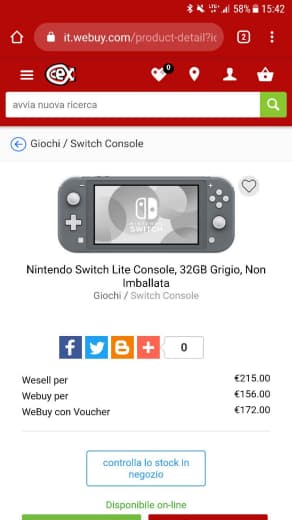 58% 15:42
it.webuy.com/product-detail?i
2
CeX
0
avvia nuova ricerca
Giochi / Switch Console
NINTENDO
SWITCH
Nintendo Switch Lite Console, 32GB Grigio, Non
Imballata
Giochi / Switch Console
f + 0
Wesell per €215.00
Webuy per €156.00
WeBuy con Voucher €172.00
controlla lo stock in
negozio
Disponibile on-line